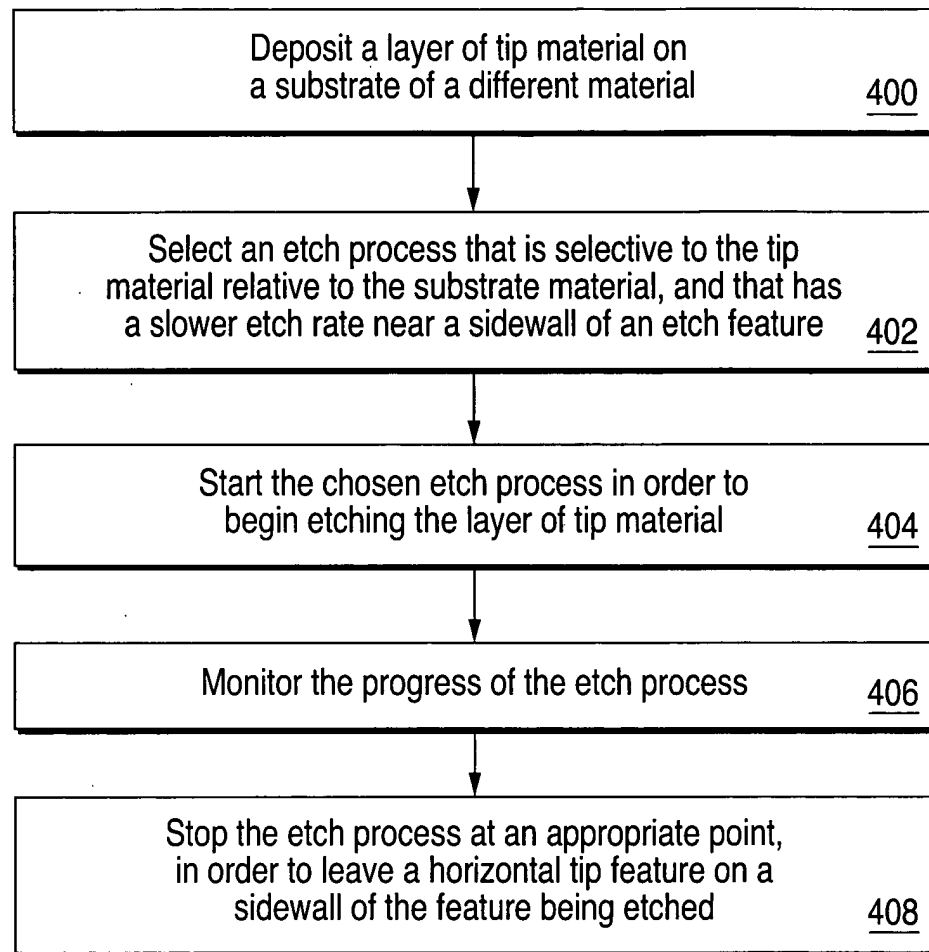 Deposit a layer of tip material on
a substrate of a different material
400
Select an etch process that is selective to the tip
material relative to the substrate material, and that has
a slower etch rate near a sidewall of an etch feature
402
Start the chosen etch process in order to
begin etching the layer of tip material
404
Monitor the progress of the etch process
406
Stop the etch process at an appropriate point,
in order to leave a horizontal tip feature on a
sidewall of the feature being etched
408